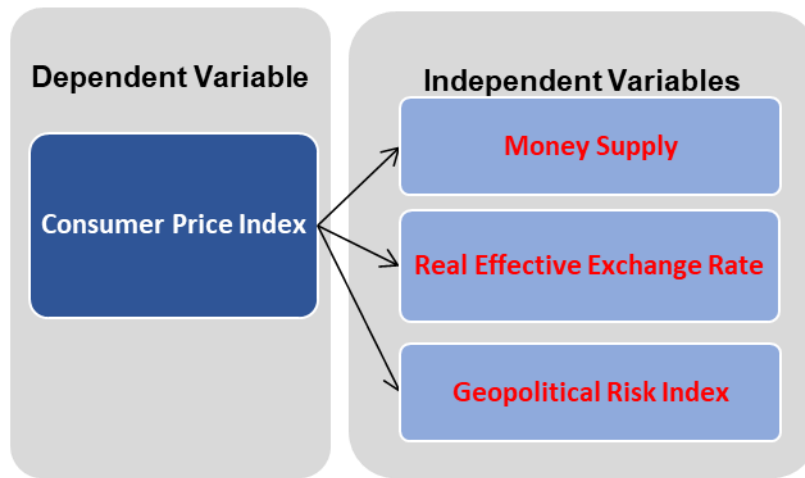 Dependent Variable
Consumer Price Index
Independent Variables
Money Supply
Real Effective Exchange Rate
Geopolitical Risk Index